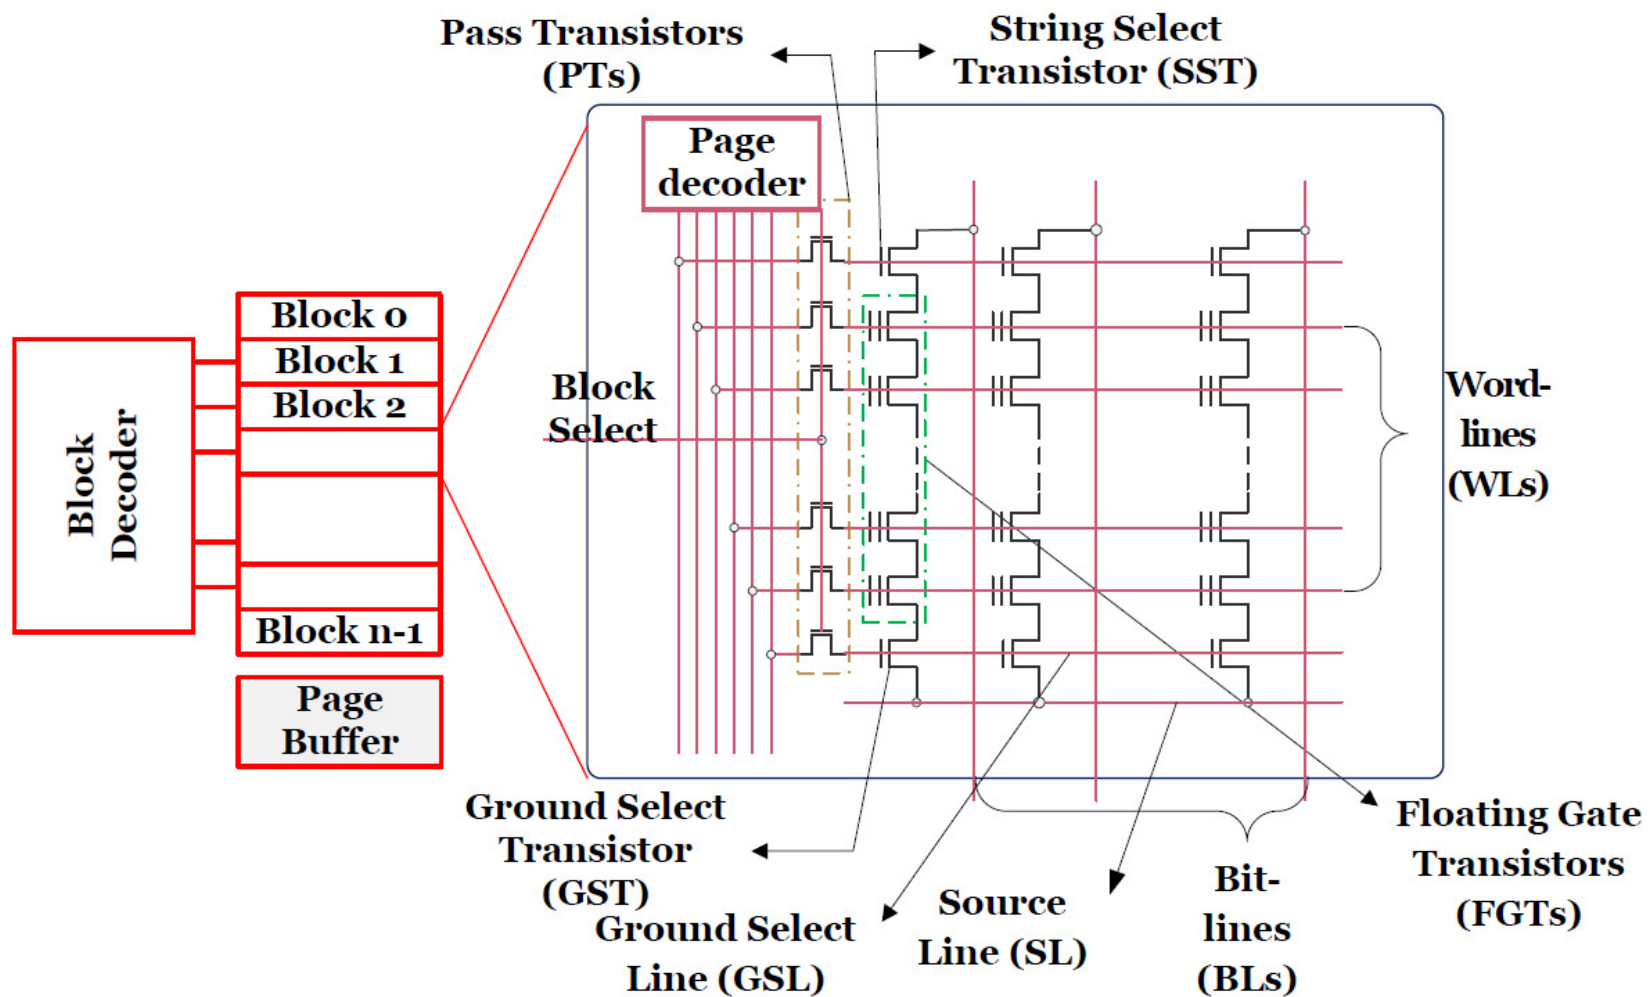 Pass Transistors
(PTs)
String Select
Transistor (SST)
Page
decoder
Block 0
Block 1
Block 2
Block n-1
Block
Decoder
Page
Buffer
Block
Select
Word-
lines
(WLs)
Ground Select
Transistor
(GST)
Ground Select
Line (GSL)
Source
Line (SL)
Bit-
lines
(BLs)
Floating Gate
Transistors
(FGTs)